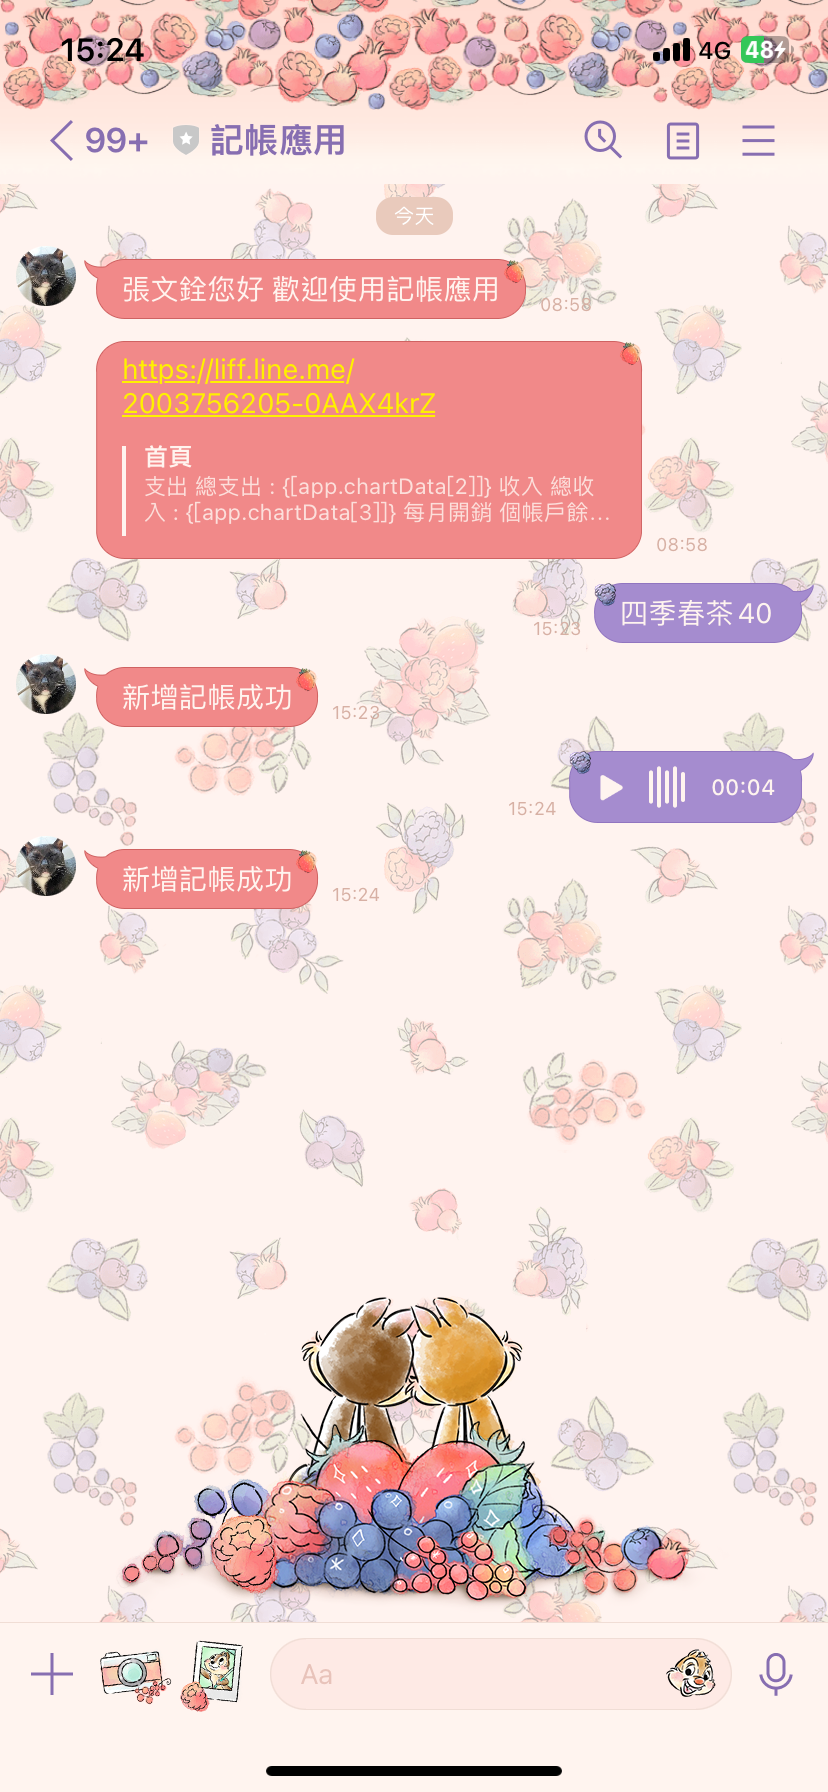 15:24
4G
48
99+
記帳應用
今天
張文銓您好 歡迎使用記帳應用
08:58
https://liff.line.me/
2003756205-0AAX4krZ
首頁
支出 總支出 : {[app.chartData[2]]} 收入 總收
入 : {[app.chartData[3]]} 每月開銷 個帳戶餘...
08:58
四季春茶40
15:23
新增記帳成功
15:23
00:04
15:24
新增記帳成功
15:24
Aa